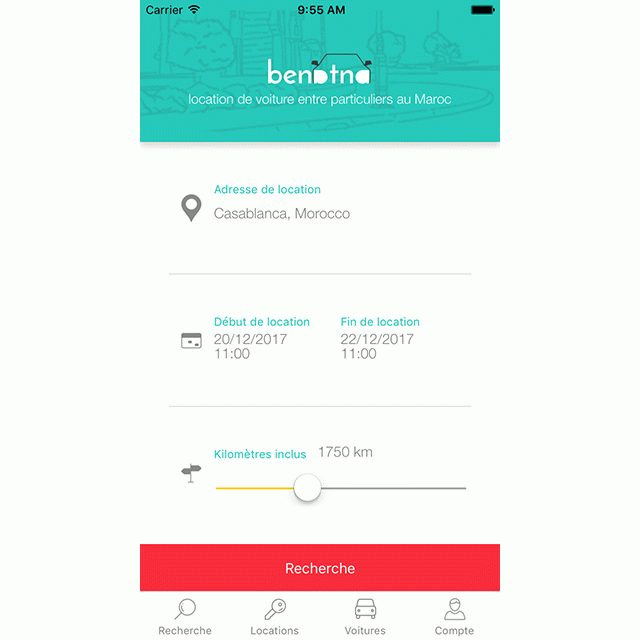 Carrier 9:55 AM
benatna
location de voiture entre particuliers au Maroc
Adresse de location
Casablanca, Morocco
Début de location Fin de location
20/12/2017 22/12/2017
11:00 11:00
Kilomètres inclus 1750 km
Recherche
Recherche Locations Voitures Compte